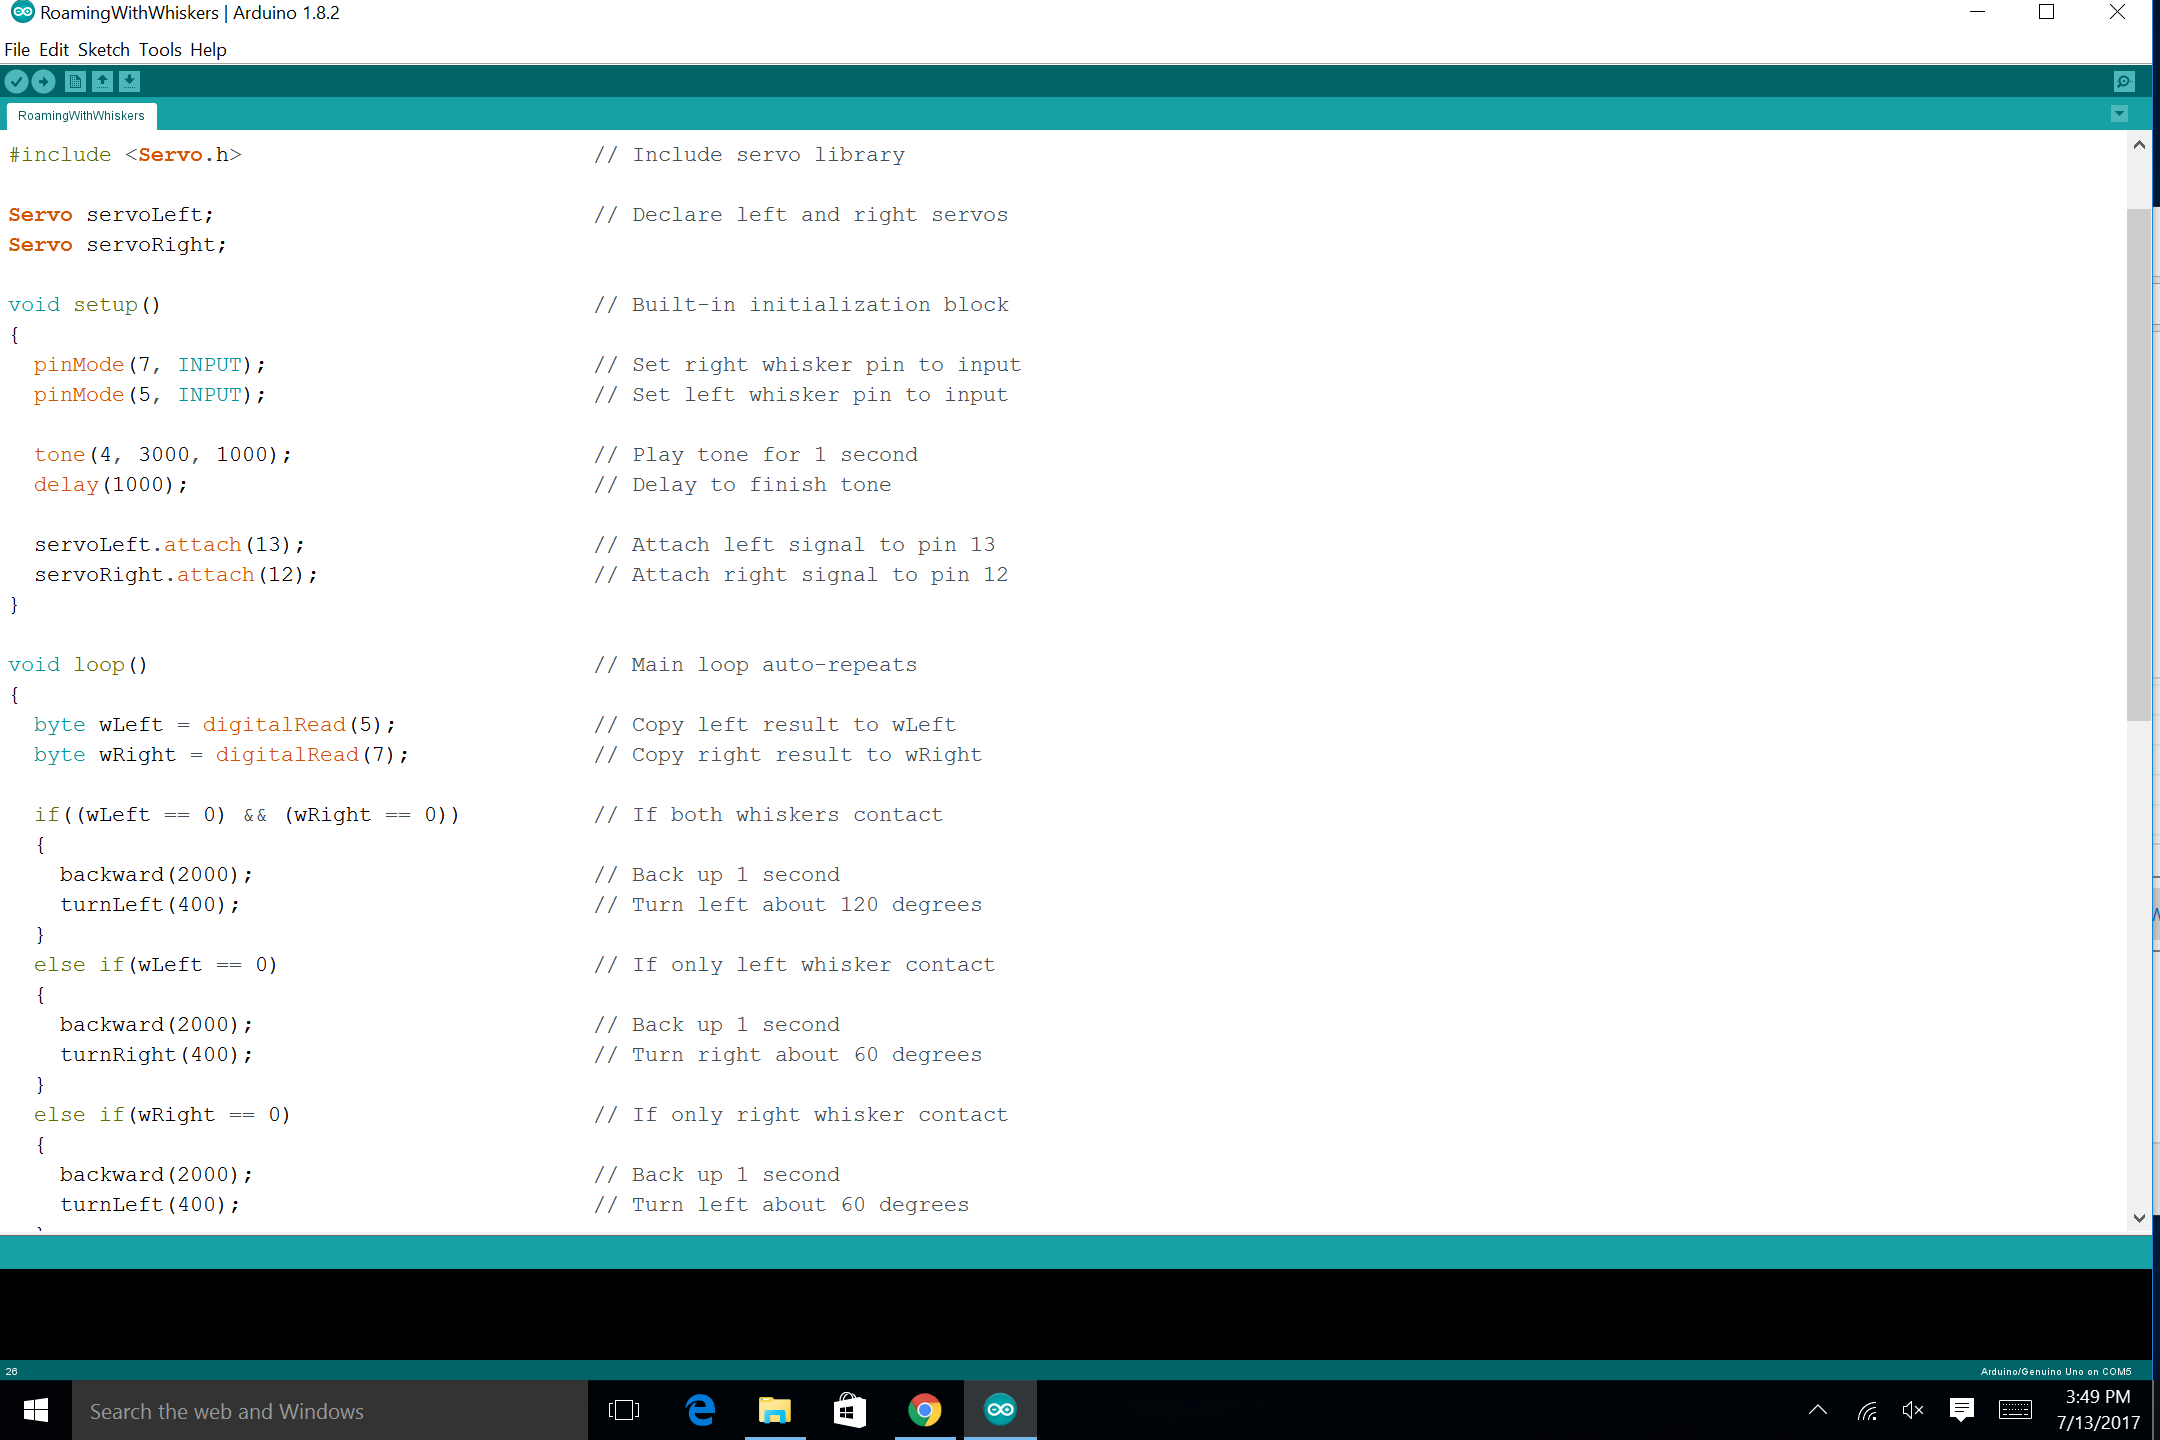 RoamingWithWhiskers | Arduino 1.8.2
File Edit Sketch Tools Help
RoamingWithWhiskers
#include <Servo.h>                           // Include servo library
Servo servoLeft;                             // Declare left and right servos
Servo servoRight;
void setup()                                 // Built-in initialization block
{
  pinMode(7, INPUT);                         // Set right whisker pin to input
  pinMode(5, INPUT);                         // Set left whisker pin to input
  tone(4, 3000, 1000);                       // Play tone for 1 second
  delay(1000);                               // Delay to finish tone
  servoLeft.attach(13);                      // Attach left signal to pin 13
  servoRight.attach(12);                     // Attach right signal to pin 12
}
void loop()                                  // Main loop auto-repeats
{
  byte wLeft = digitalRead(5);               // Copy left result to wLeft
  byte wRight = digitalRead(7);              // Copy right result to wRight
  if((wLeft == 0) && (wRight == 0))          // If both whiskers contact
  {
    backward(2000);                          // Back up 1 second
    turnLeft(400);                           // Turn left about 120 degrees
  }
  else if(wLeft == 0)                        // If only left whisker contact
  {
    backward(2000);                          // Back up 1 second
    turnRight(400);                          // Turn right about 60 degrees
  }
  else if(wRight == 0)                       // If only right whisker contact
  {
    backward(2000);                          // Back up 1 second
    turnLeft(400);                           // Turn left about 60 degrees
26 Arduino/Genuino Uno on COM5
Search the web and Windows
3:49 PM
7/13/2017